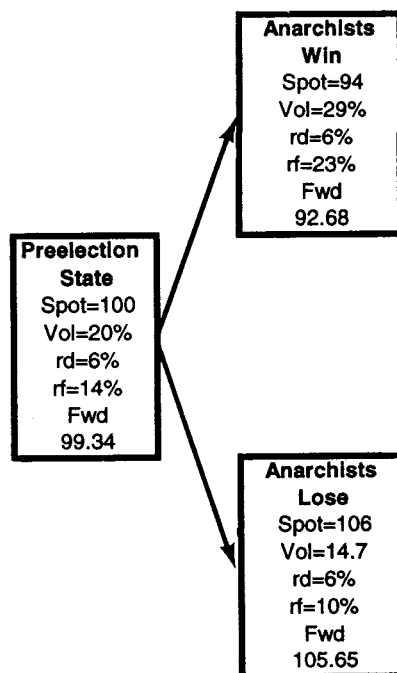 Anarchists
Win
Spot=94
Vol=29%
rd=6%
rf=23%
Fwd
92.68
Preelection
State
Spot=100
Vol=20%
rd=6%
rf=14%
Fwd
99.34
Anarchists
Lose
Spot=106
Vol=14.7
rd=6%
rf=10%
Fwd
105.65